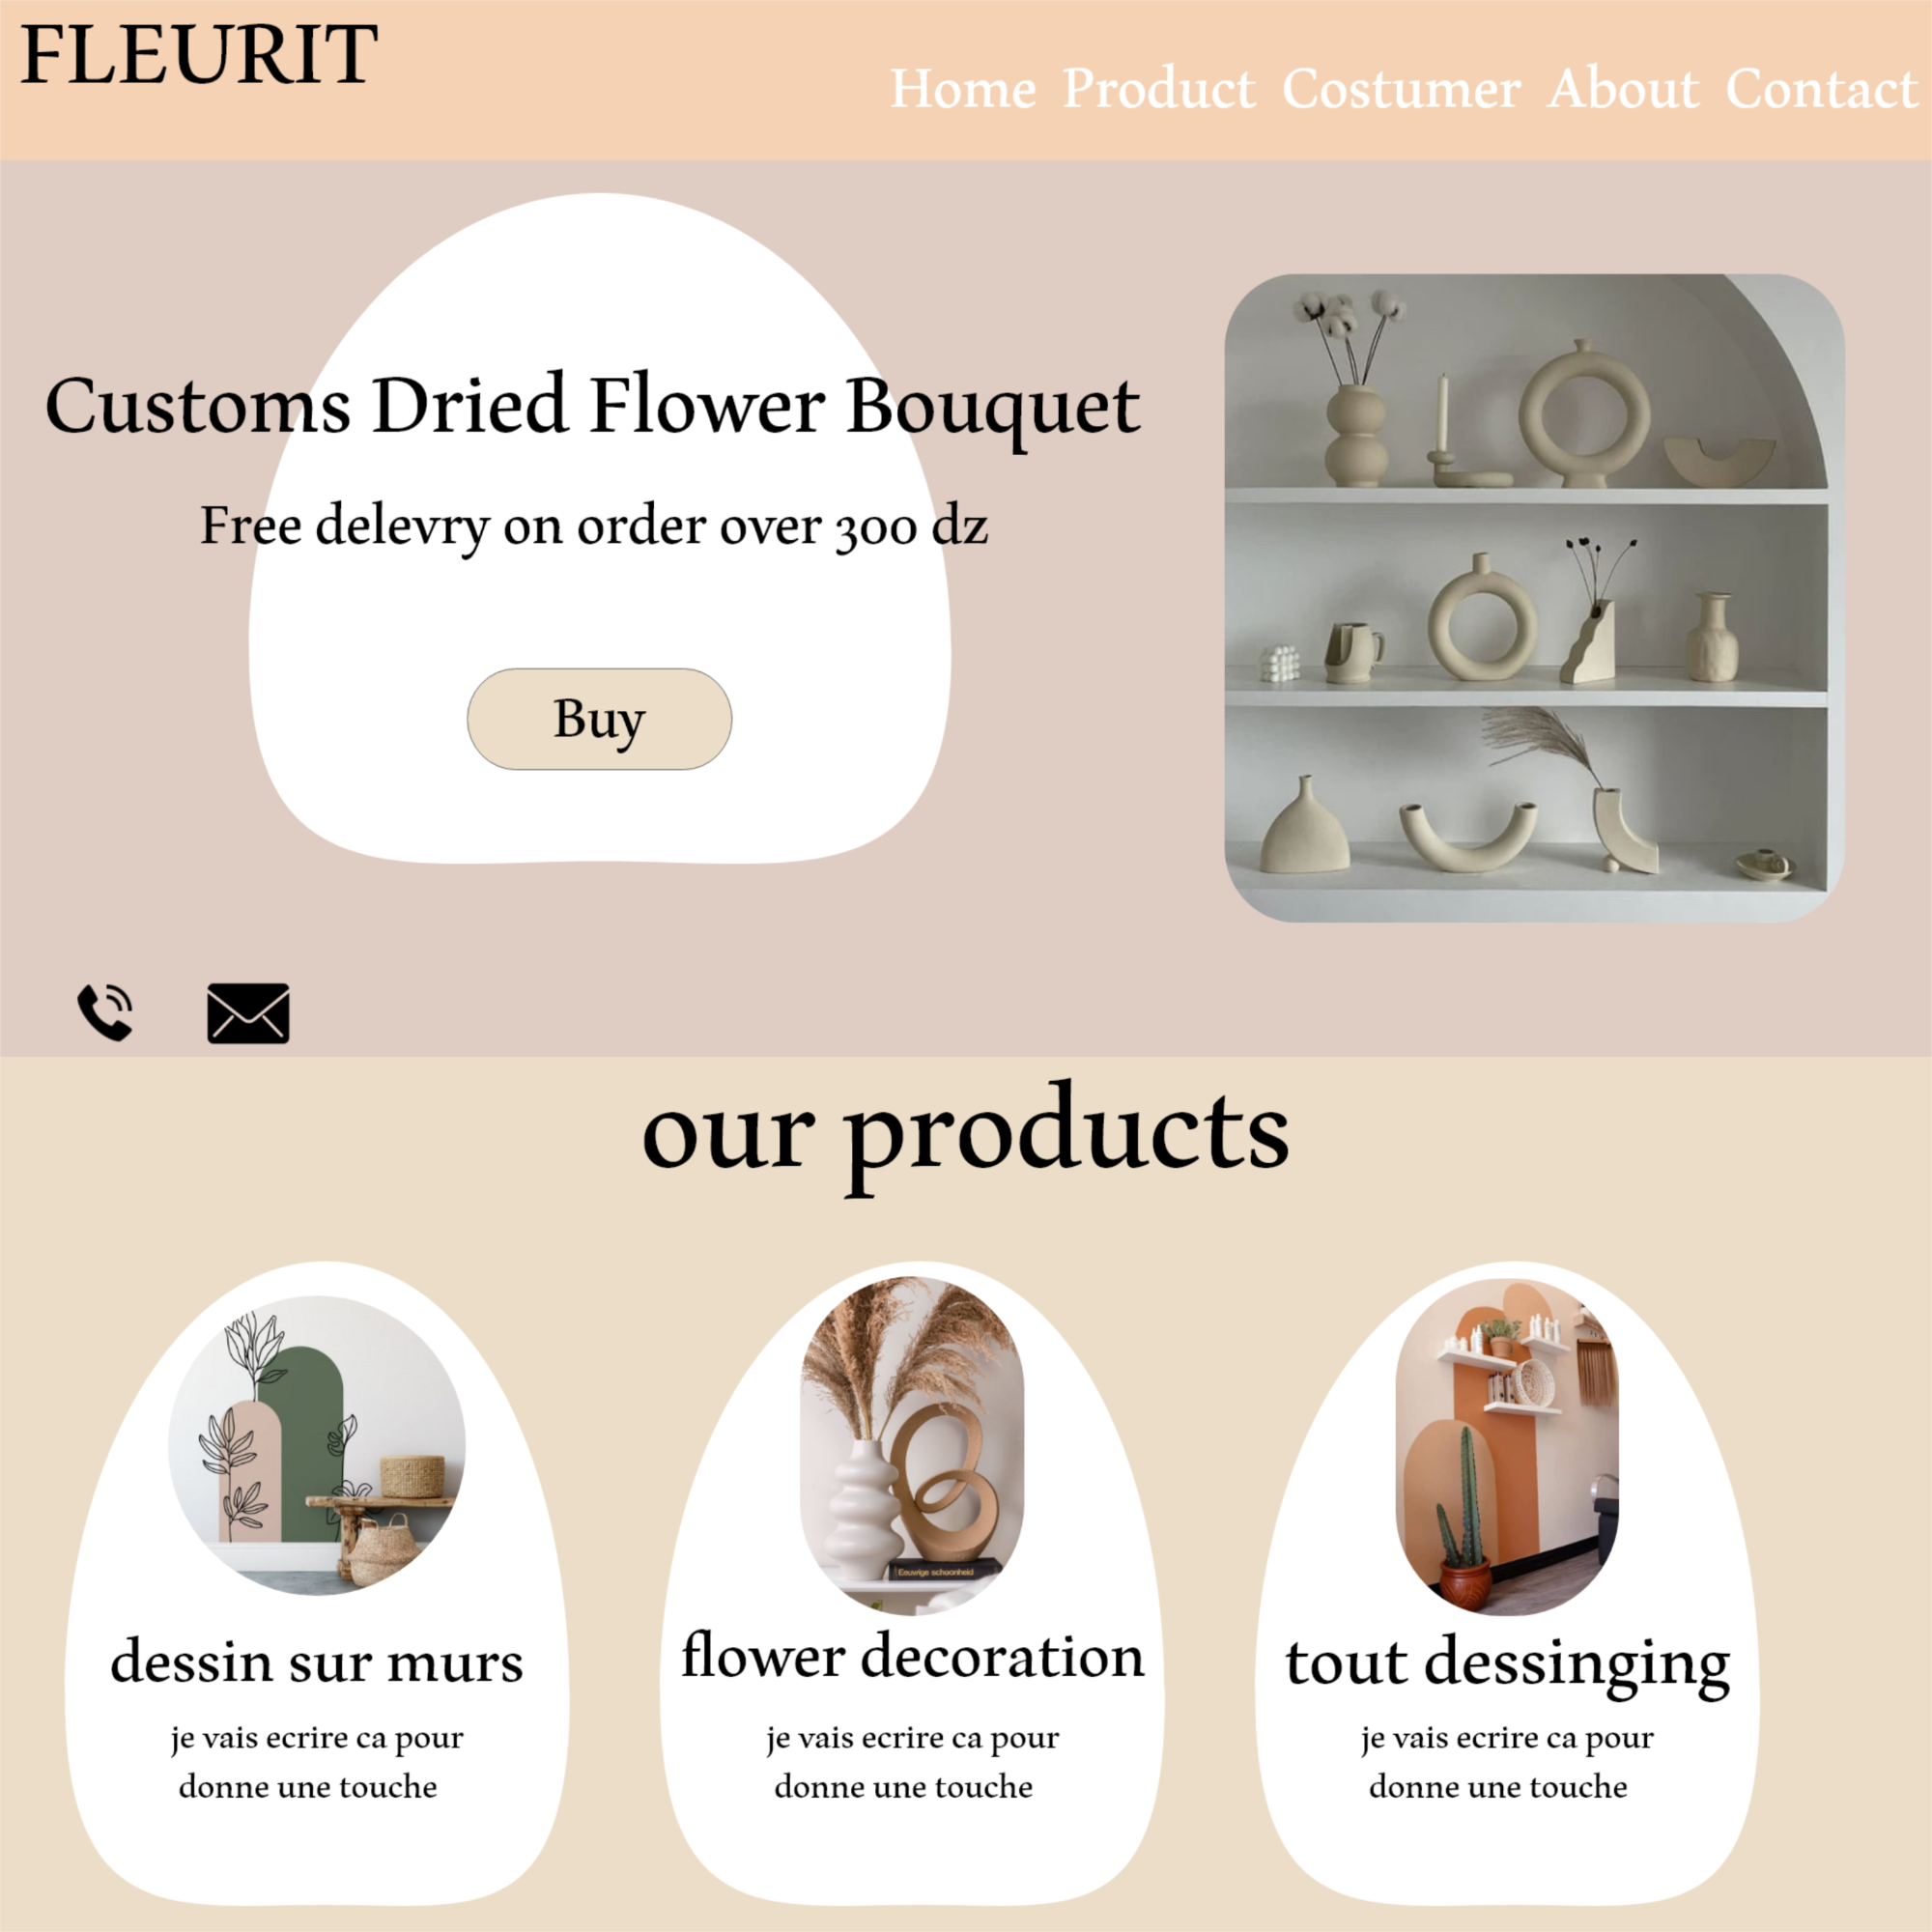 FLEURIT
Home Product Costumer About Contact
Customs Dried Flower Bouquet
Free delevry on order over 300 dz
Buy
our products
Eeuwige schoonheid
dessin sur murs
je vais ecrire ca pour
donne une touche
flower decoration
je vais ecrire ca pour
donne une touche
tout dessinging
je vais ecrire ca pour
donne une touche